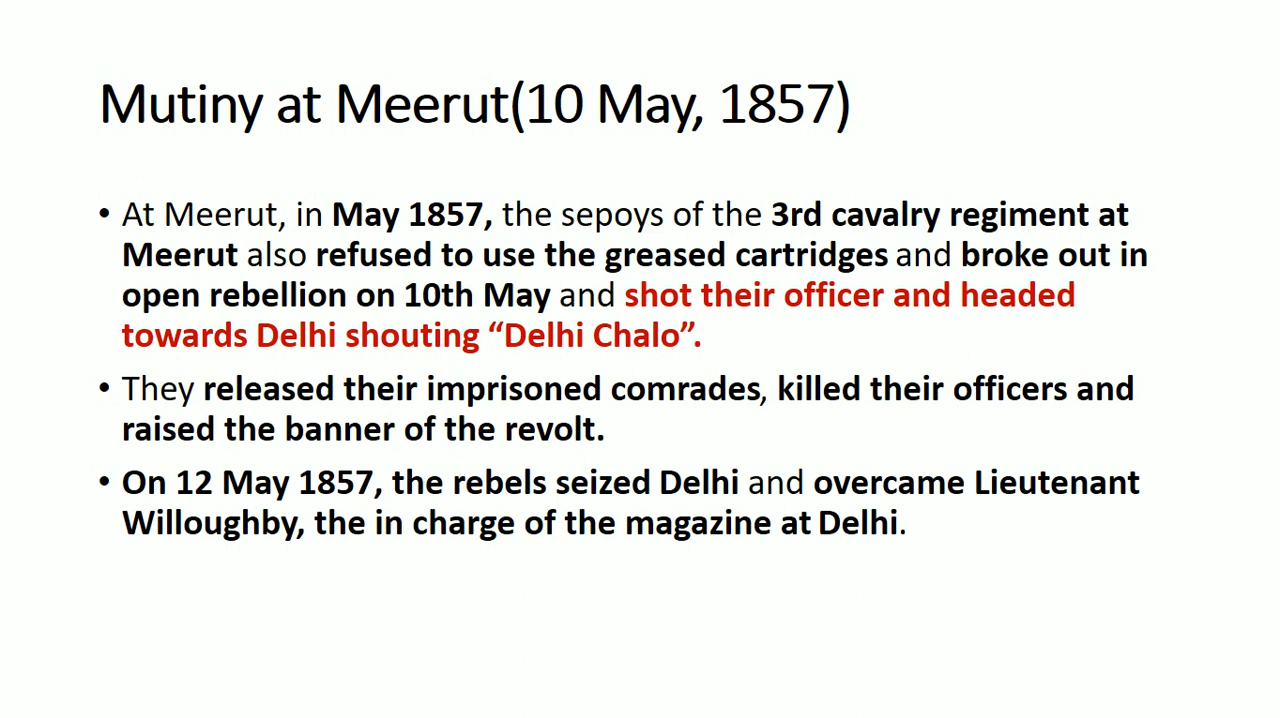 Mutiny at Meerut(10 May, 1857)
• At Meerut, in May 1857, the sepoys of the 3rd cavalry regiment at
Meerut also refused to use the greased cartridges and broke out in
open rebellion on 10th May and shot their officer and headed
towards Delhi shouting “Delhi Chalo”.
• They released their imprisoned comrades, killed their officers and
raised the banner of the revolt.
• On 12 May 1857, the rebels seized Delhi and overcame Lieutenant
Willoughby, the in charge of the magazine at Delhi.